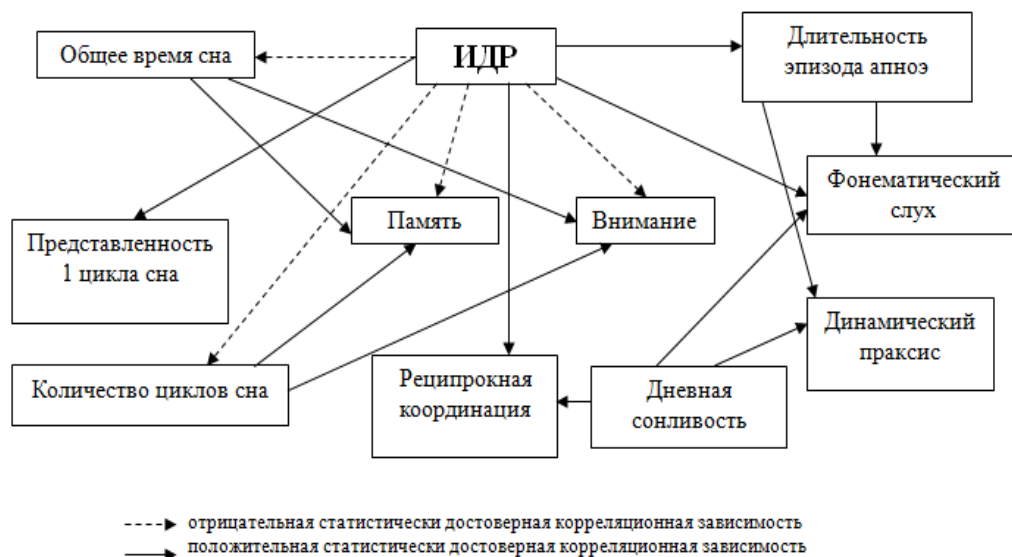 Общее время сна
ИДР
Длительность
эпизода апноэ
Фонематический
слух
Память
Внимание
Представленность
1 цикла сна
Динамический
праксис
Количество циклов сна
Реципрокная
координация
Дневная
сонливость
отрицательная статистически достоверная корреляционная зависимость
положительная статистически достоверная корреляционная зависимость